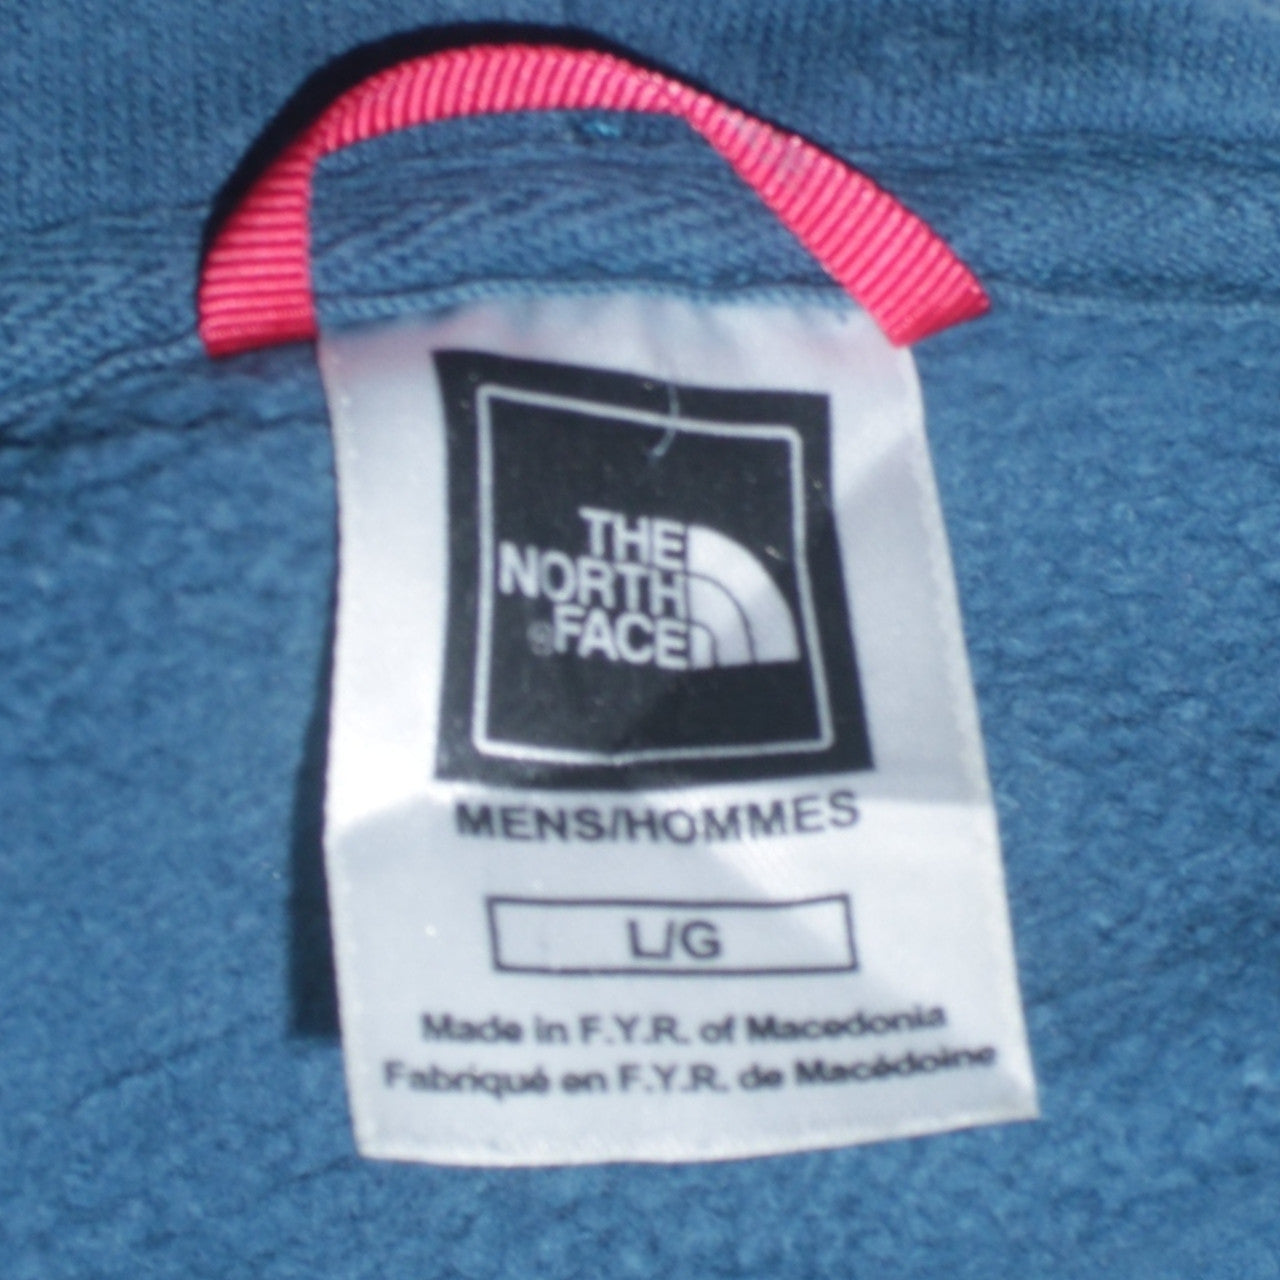 THE
NORTH
®FACE
MENS/HOMMES
L/G
Made in F.Y.R. of Macedonia
Fabriqué en F.Y.R. de Macédoine